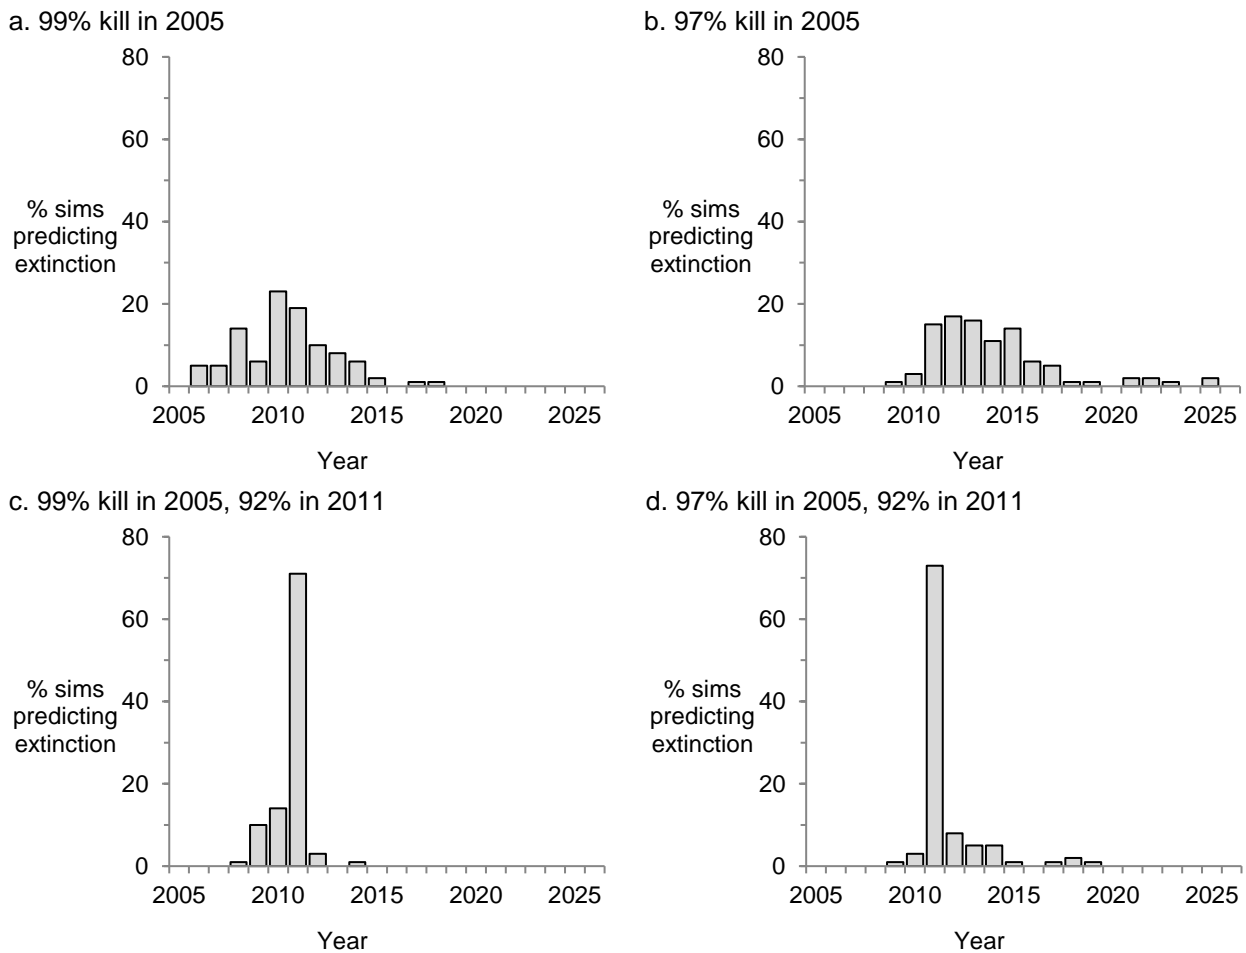 a. 99% kill in 2005
80
60
40
20
0
% sims
predicting
extinction
2005 2010 2015 2020 2025
Year
b. 97% kill in 2005
80
60
40
20
0
% sims
predicting
extinction
2005 2010 2015 2020 2025
Year
c. 99% kill in 2005, 92% in 2011
80
60
40
20
0
% sims
predicting
extinction
2005 2010 2015 2020 2025
Year
d. 97% kill in 2005, 92% in 2011
80
60
40
20
0
% sims
predicting
extinction
2005 2010 2015 2020 2025
Year